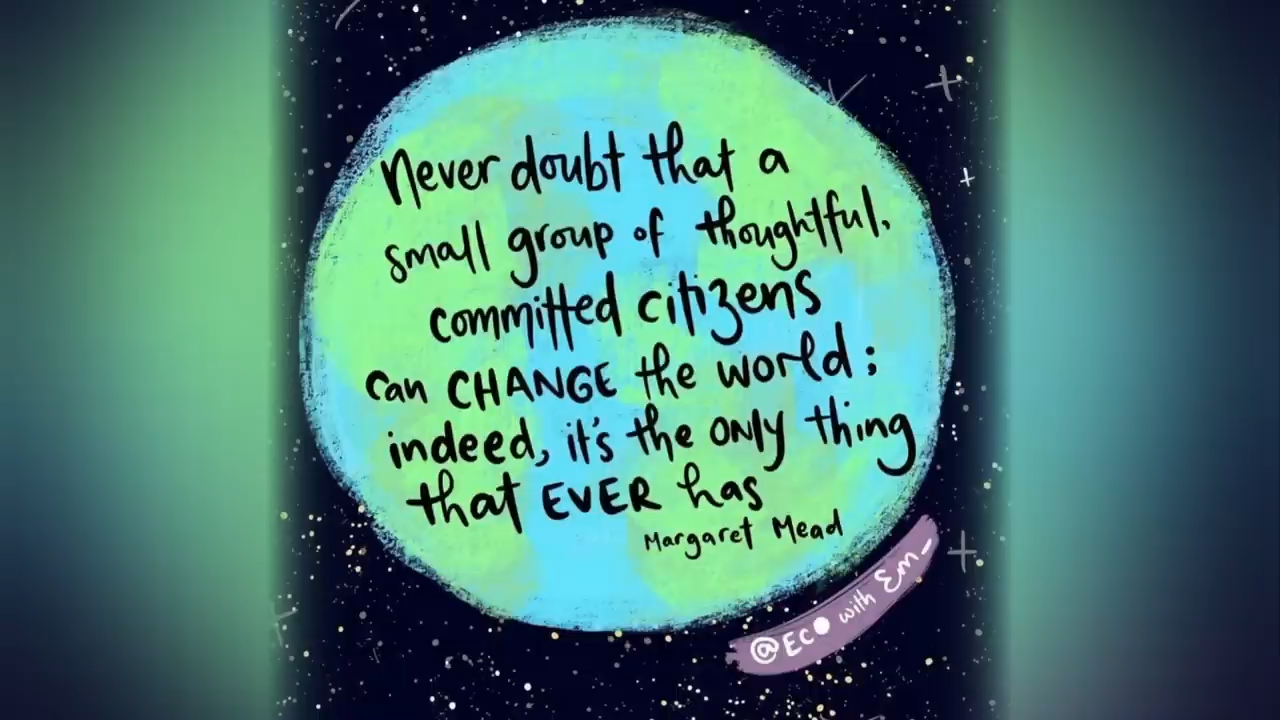 Never doubt that a
small group of thoughtful,
committed citizens
can CHANGE the world;
indeed, it's the ONLY thing
that EVER has
Margaret Mead
@ECO with Em_